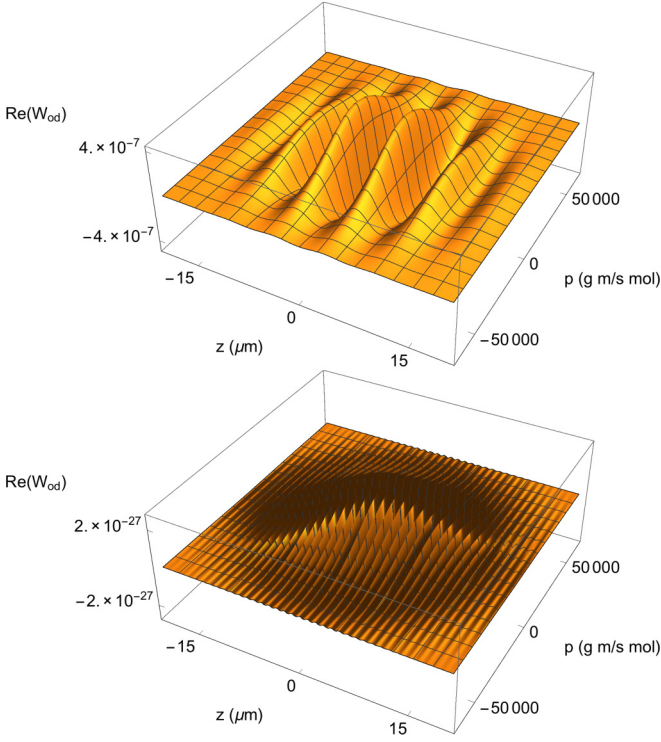 Re(W_od)
4.×10^-7
-4.×10^-7
-15
0
15
z (μm)
50 000
0
-50 000
p (g m/s mol)
Re(W_od)
2.×10^-27
-2.×10^-27
-15
0
15
z (μm)
50 000
0
-50 000
p (g m/s mol)